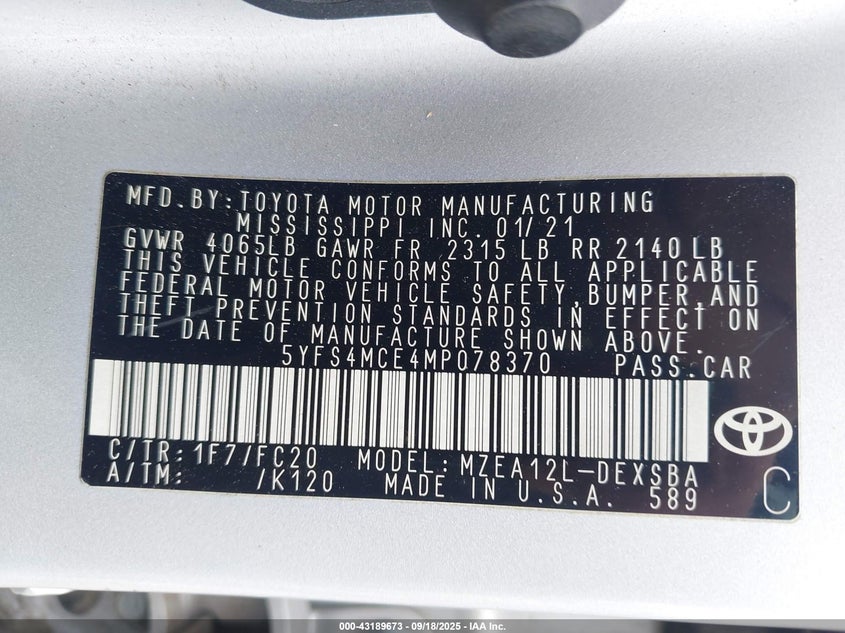 MFD.BY:TOYOTA MOTOR MANUFACTURING
MISSISSIPPI INC. 01/21
GVWR 4065LB GAWR FR 2315 LB RR 2140 LB
THIS VEHICLE CONFORMS TO ALL APPLICABLE
FEDERAL MOTOR VEHICLE SAFETY,BUMPER,AND
THEFT PREVENTION STANDARDS IN EFFECT ON
THE DATE OF MANUFACTURE SHOWN ABOVE.
5YFS4MCE4MP078370 PASS.CAR
C/TR:1F7/FC20 MODEL:MZEA12L-DEXSBA
A/TM: /K120 MADE IN U.S.A. 589
C
000-43189673 - 09/18/2025 - IAA Inc.